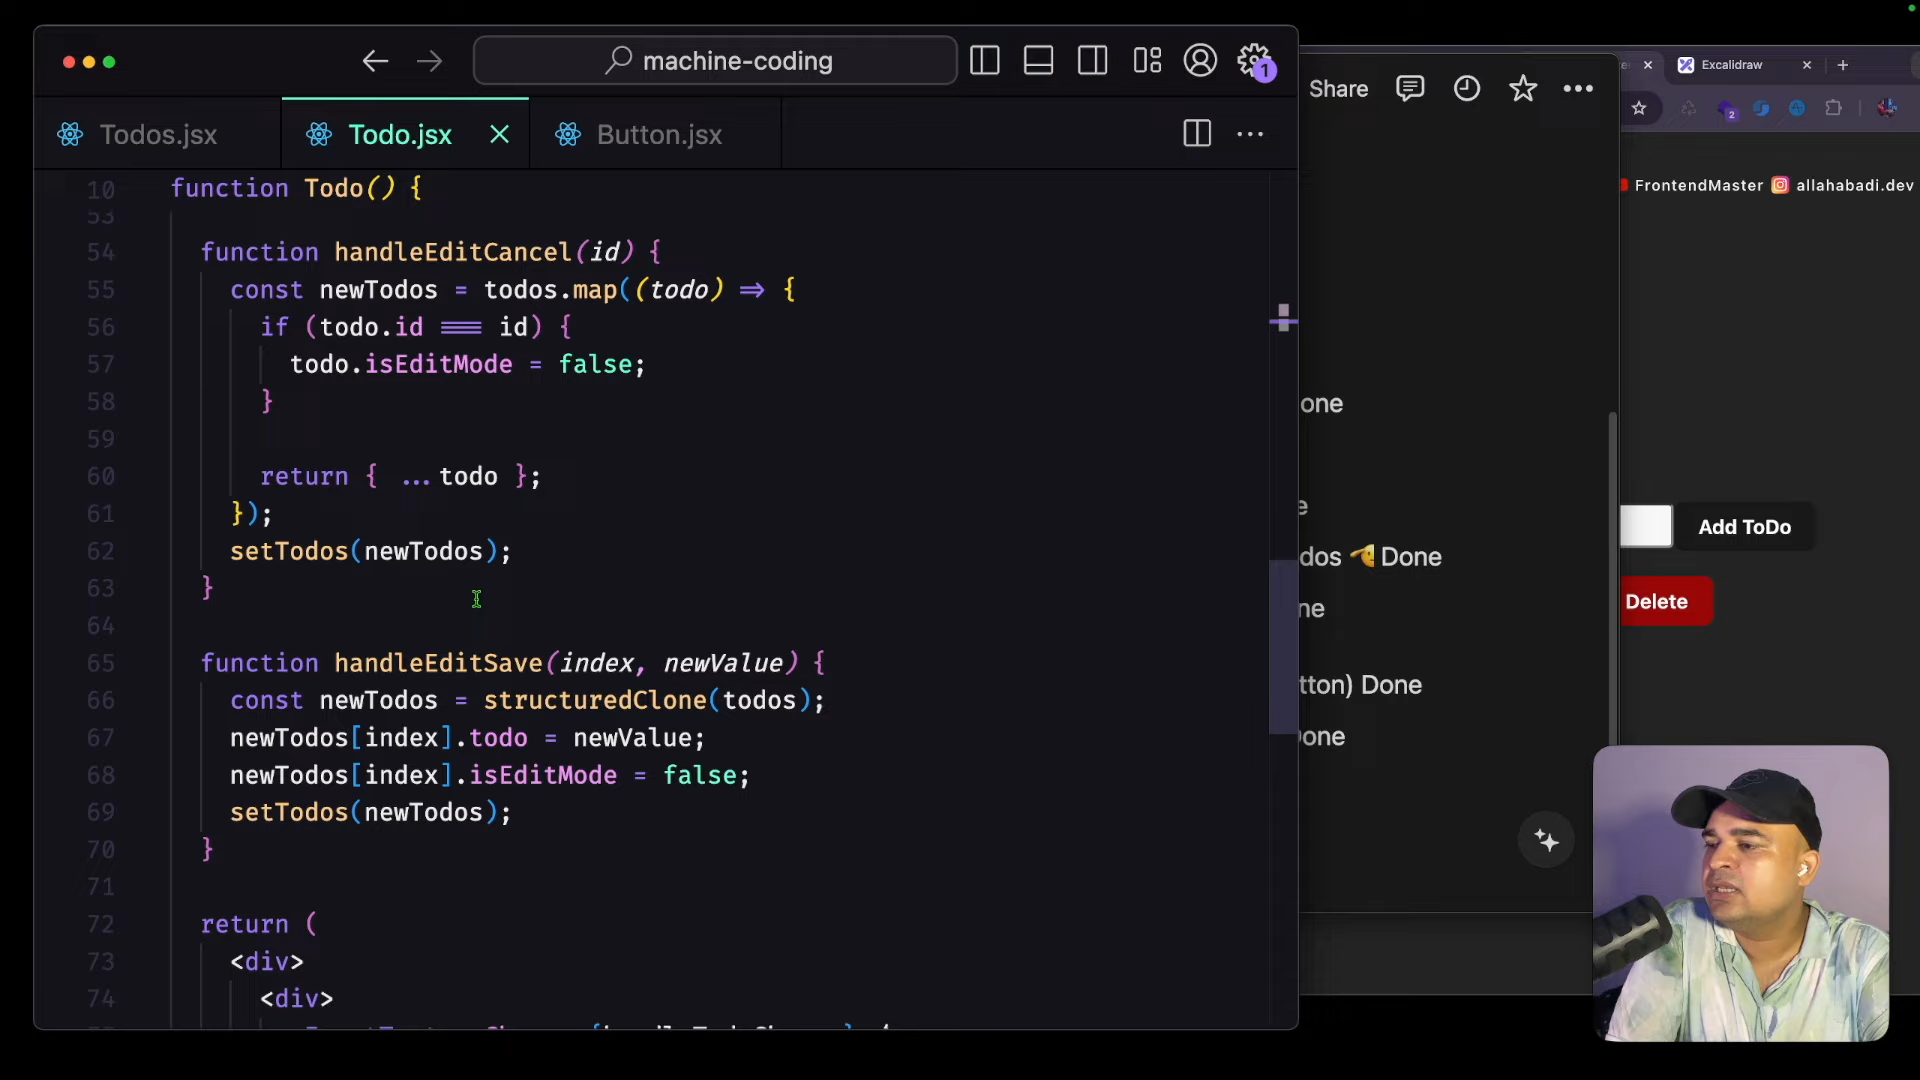 machine-coding
1
Todos.jsx
Todo.jsx
Button.jsx
10 function Todo() {
53
54 function handleEditCancel(id) {
55 const newTodos = todos.map((todo) => {
56 if (todo.id === id) {
57 todo.isEditMode = false;
58 }
59
60 return { ...todo };
61 });
62 setTodos(newTodos);
63 }
64
65 function handleEditSave(index, newValue) {
66 const newTodos = structuredClone(todos);
67 newTodos[index].todo = newValue;
68 newTodos[index].isEditMode = false;
69 setTodos(newTodos);
70 }
71
72 return (
73 <div>
74 <div>
Share
one
e
dos 🫲 Done
ne
tton) Done
one
Excalidraw
2
FrontendMaster allahabadi.dev
Add ToDo
Delete